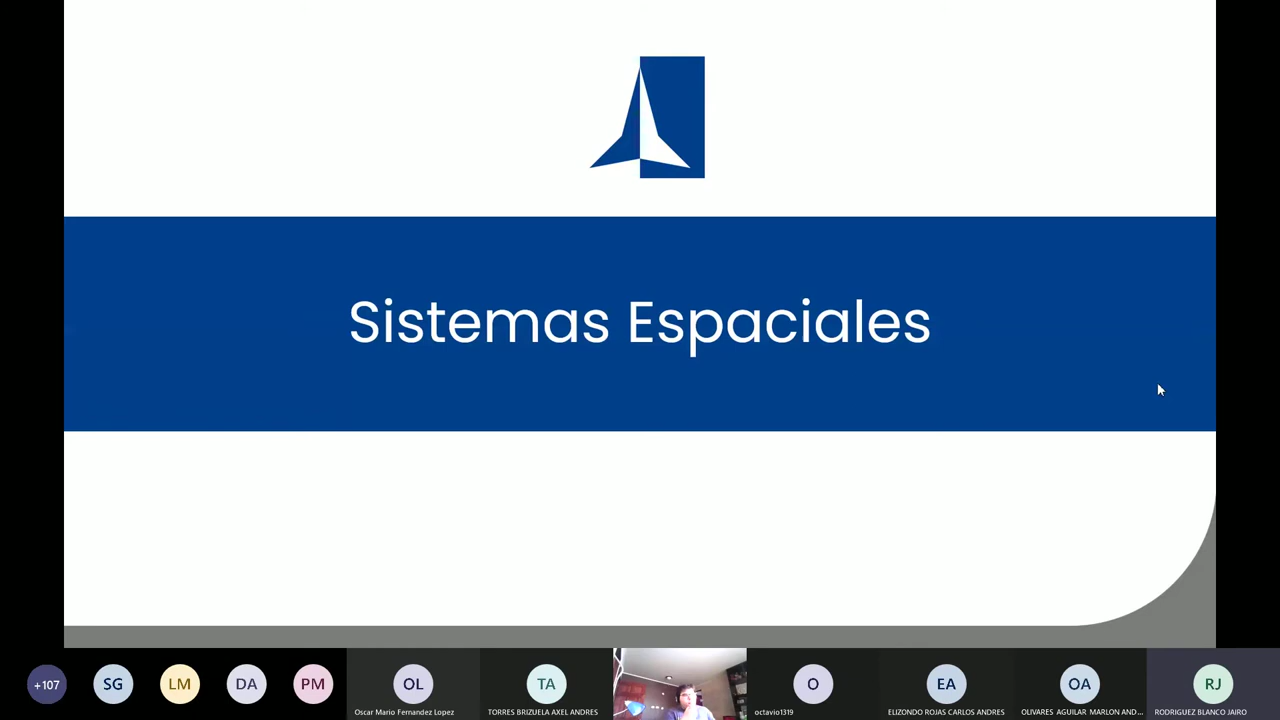 Sistemas Espaciales
+107
SG
LM
DA
PM
OL
TA
O
EA
OA
RJ
Oscar Mario Fernandez Lopez
TORRES BRIZUELA AXEL ANDRES
octavio1319
ELIZONDO ROJAS CARLOS ANDRES
OLIVARES AGUILAR MARLON AND...
RODRIGUEZ BLANCO JAIRO